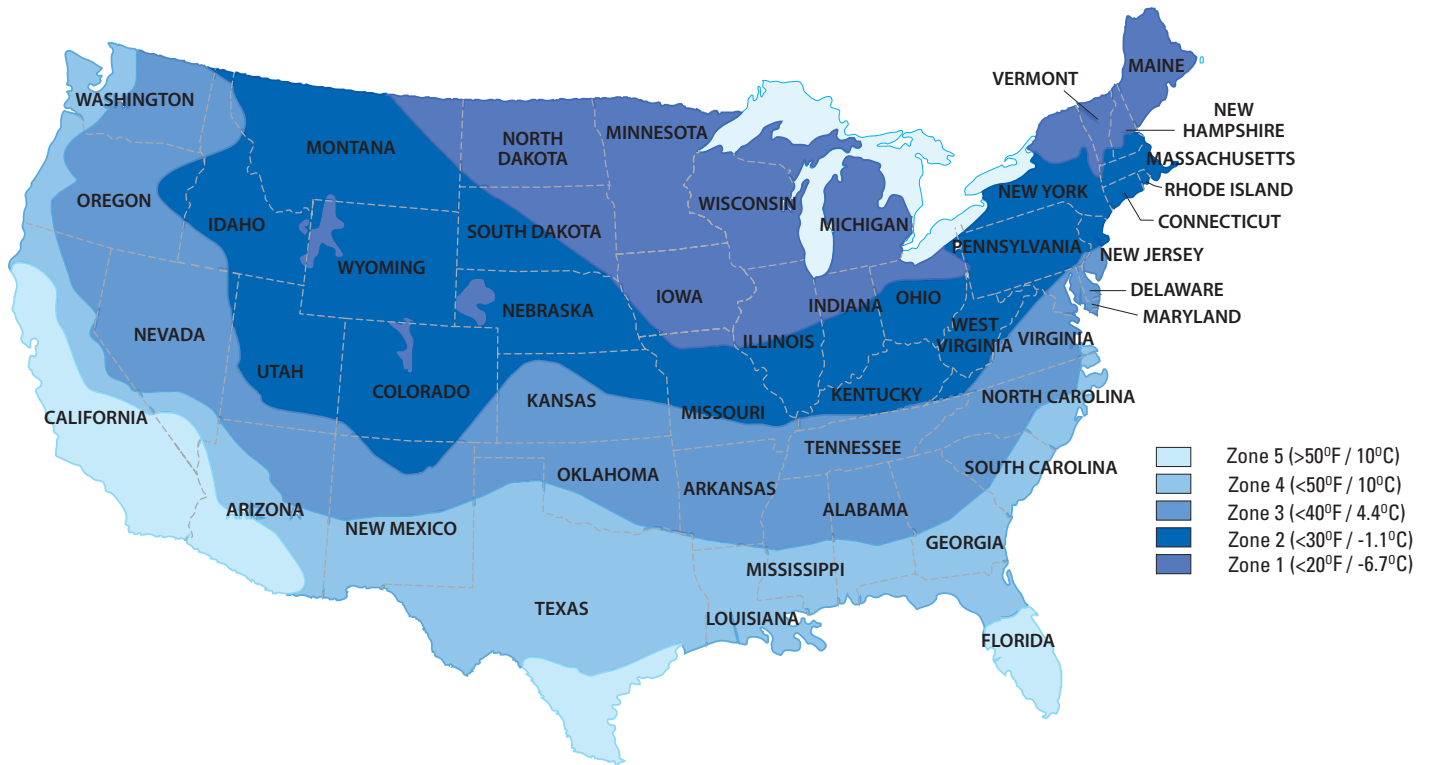 VERMONT
MAINE
WASHINGTON
NEW
HAMPSHIRE
MONTANA
NORTH
DAKOTA
MINNESOTA
MASSACHUSETTS
OREGON
IDAHO
SOUTH DAKOTA
WISCONSIN
MICHIGAN
NEW YORK
RHODE ISLAND
CONNECTICUT
WYOMING
PENNSYLVANIA
NEW JERSEY
NEVADA
NEBRASKA
IOWA
INDIANA
OHIO
DELAWARE
MARYLAND
UTAH
COLORADO
ILLINOIS
WEST
VIRGINIA
VIRGINIA
CALIFORNIA
KANSAS
MISSOURI
KENTUCKY
NORTH CAROLINA
TENNESSEE
OKLAHOMA
ARKANSAS
SOUTH CAROLINA
ARIZONA
NEW MEXICO
ALABAMA
GEORGIA
MISSISSIPPI
TEXAS
LOUISIANA
FLORIDA
Zone 5 (>50⁰F / 10⁰C)
Zone 4 (<50⁰F / 10⁰C)
Zone 3 (<40⁰F / 4.4⁰C)
Zone 2 (<30⁰F / -1.1⁰C)
Zone 1 (<20⁰F / -6.7⁰C)